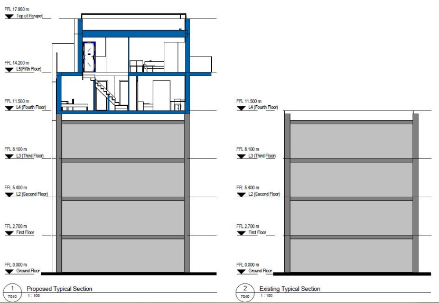 FFL 17.950 m
Top of Parapet
FFL 14.200 m
L5(Fifth Floor)
FFL 11.500 m
L4 (Fourth Floor)
FFL 8.100 m
L3 (Third Floor)
FFL 5.400 m
L2 (Second Floor)
FFL 2.700 m
First Floor
FFL 0.000 m
Ground Floor
1 Proposed Typical Section
1 : 100
FFL 11.500 m
L4 (Fourth Floor)
FFL 8.100 m
L3 (Third Floor)
FFL 5.400 m
L2 (Second Floor)
FFL 2.700 m
First Floor
FFL 0.000 m
Ground Floor
2 Existing Typical Section
1 : 100